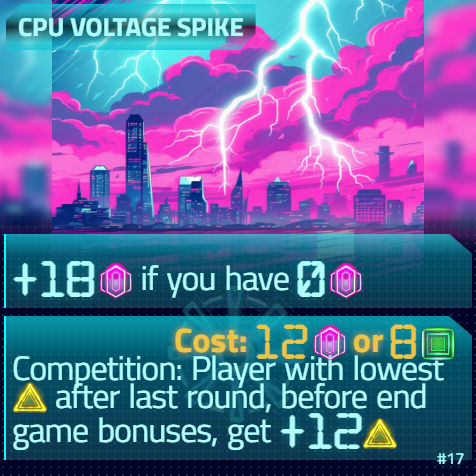 CPU VOLTAGE SPIKE
+18 if you have 0
Cost: 12 or 8
Competition: Player with lowest
after last round, before end
game bonuses, get +12
#17